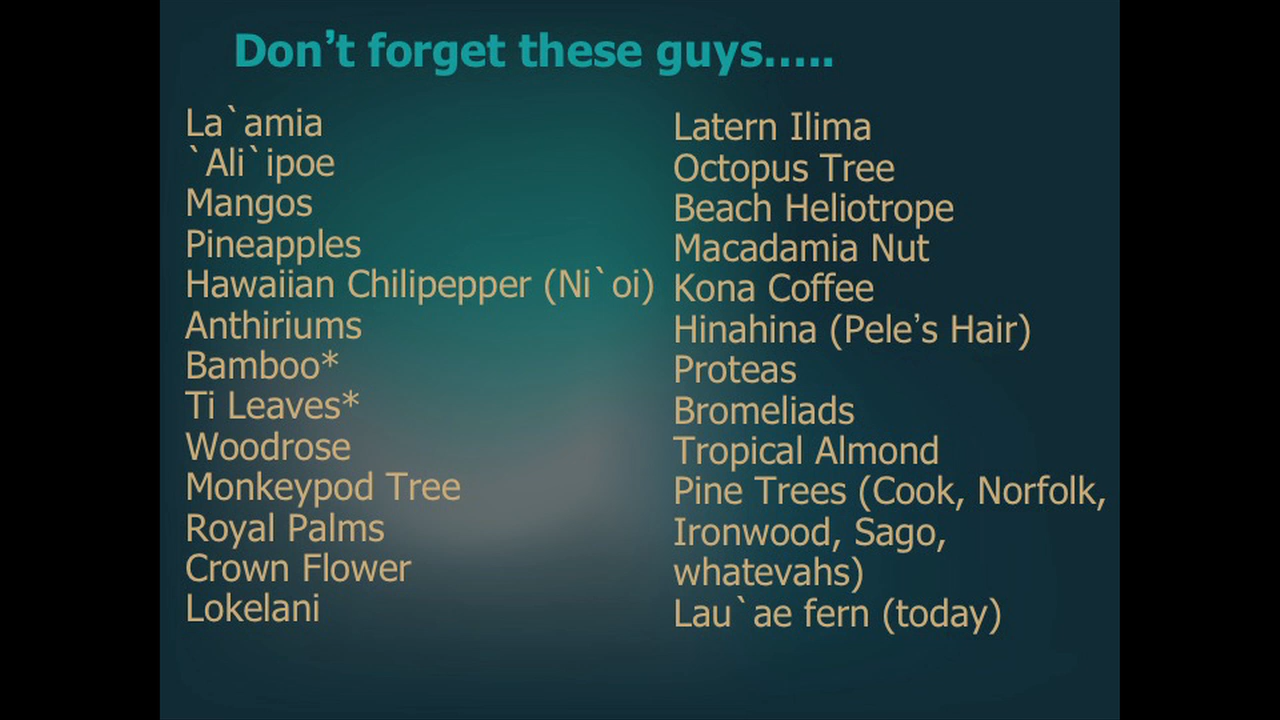 Don’t forget these guys…..
La`amia
`Ali`ipoe
Mangos
Pineapples
Hawaiian Chilipepper (Ni`oi)
Anthiriums
Bamboo*
Ti Leaves*
Woodrose
Monkeypod Tree
Royal Palms
Crown Flower
Lokelani
Latern Ilima
Octopus Tree
Beach Heliotrope
Macadamia Nut
Kona Coffee
Hinahina (Pele’s Hair)
Proteas
Bromeliads
Tropical Almond
Pine Trees (Cook, Norfolk,
Ironwood, Sago,
whatevahs)
Lau`ae fern (today)